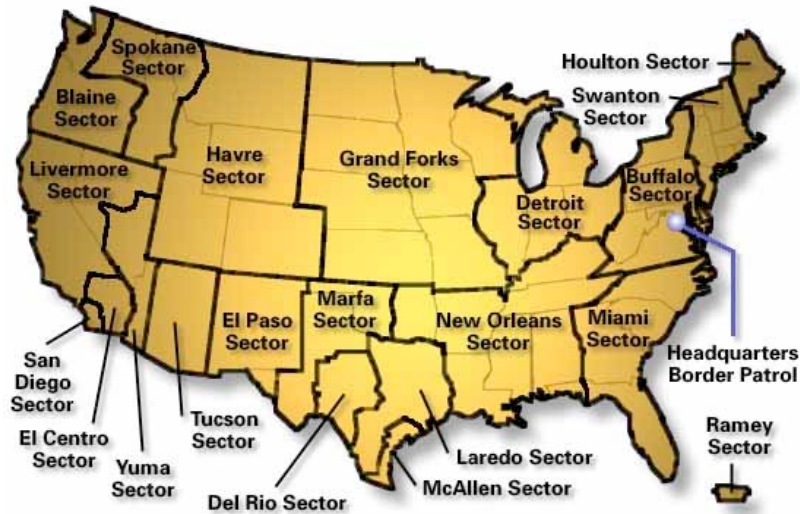 Spokane
Sector
Houlton Sector
Swanton
Sector
Blaine
Sector
Livermore
Sector
Havre
Sector
Grand Forks
Sector
Detroit
Sector
Buffalo
Sector
El Paso
Sector
Marfa
Sector
New Orleans
Sector
Miami
Sector
Headquarters
Border Patrol
San
Diego
Sector
El Centro
Sector
Yuma
Sector
Tucson
Sector
Del Rio Sector
Laredo Sector
McAllen Sector
Ramey
Sector